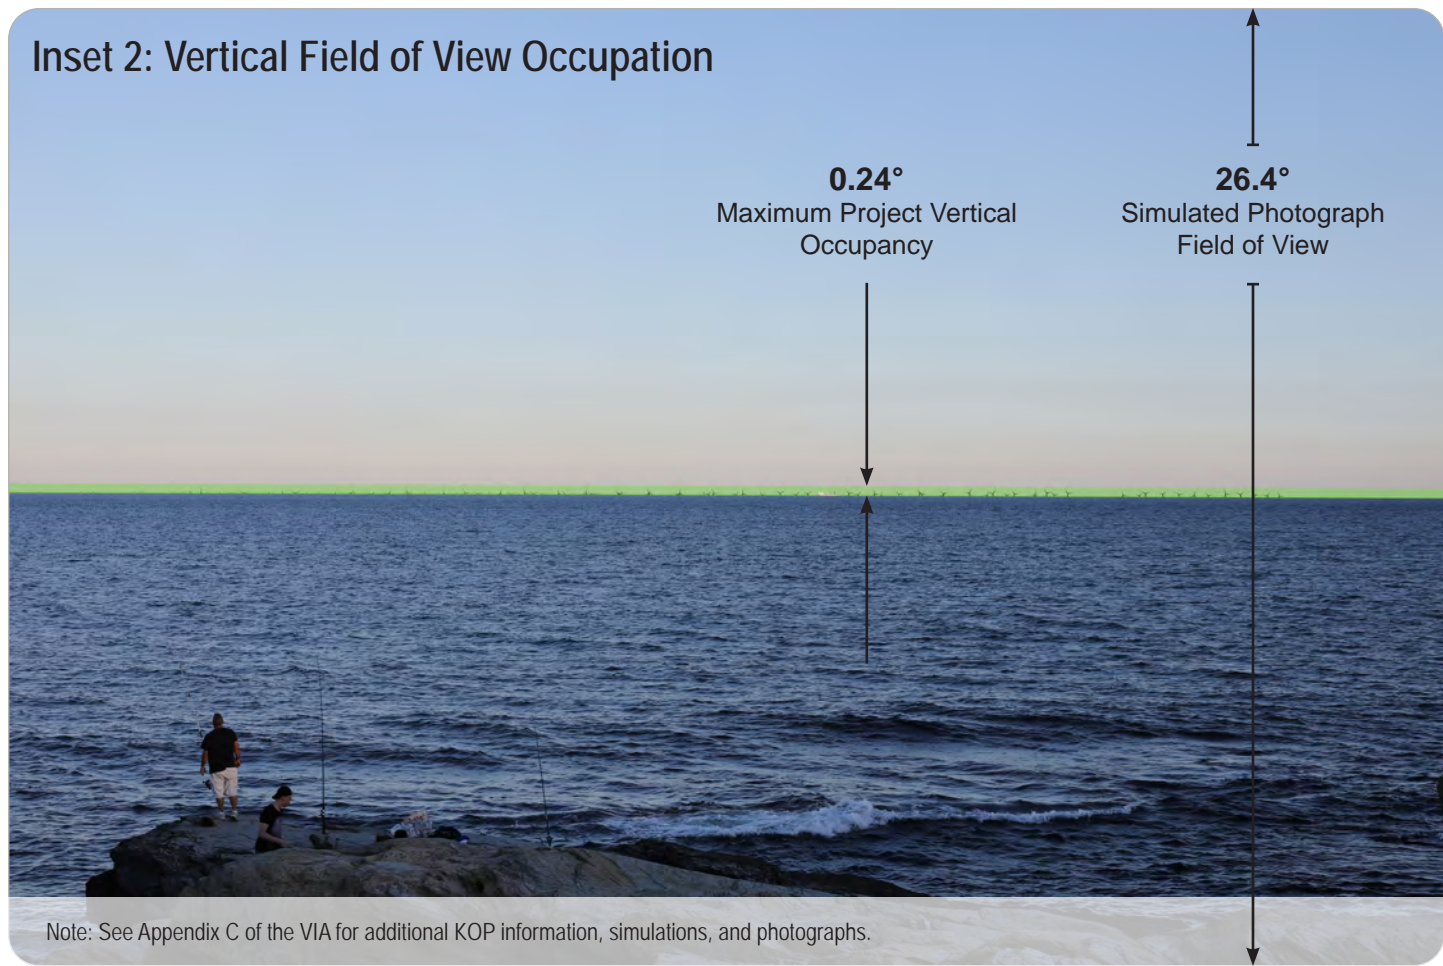 Inset 2: Vertical Field of View Occupation
0.24°
Maximum Project Vertical
Occupancy
26.4°
Simulated Photograph
Field of View
Note: See Appendix C of the VIA for additional KOP information, simulations, and photographs.